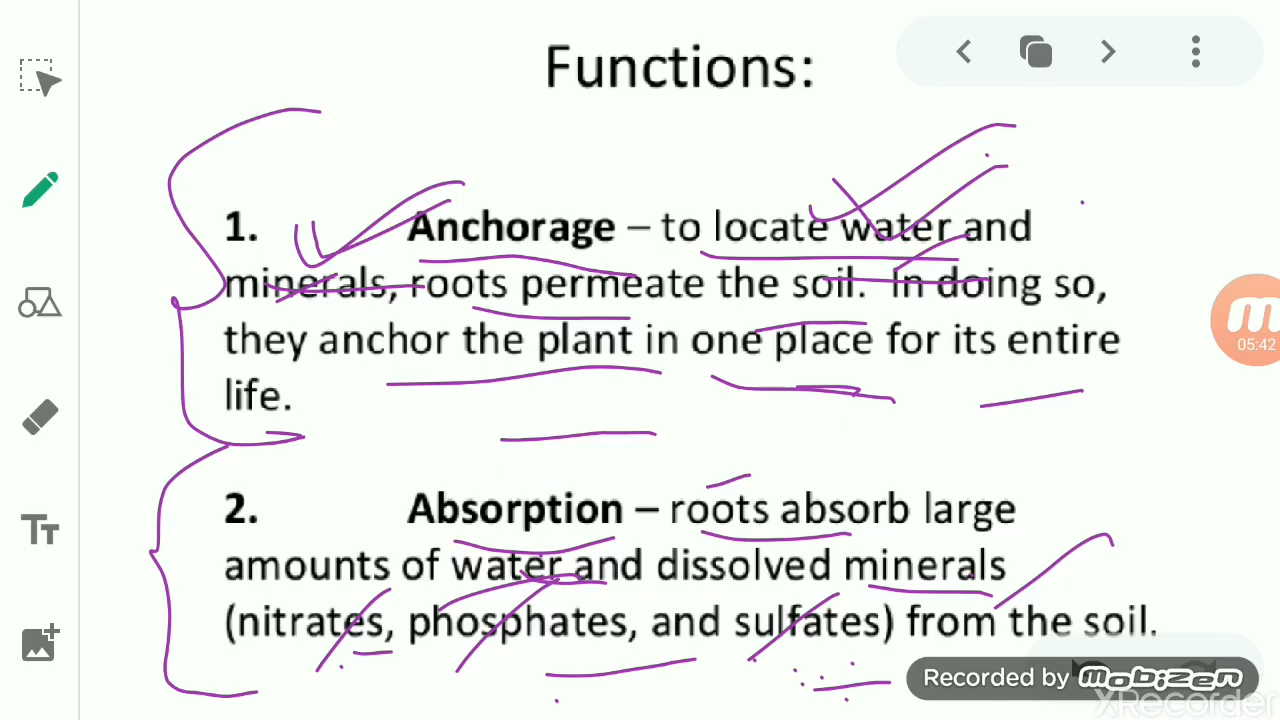 Functions:
1. Anchorage – to locate water and
minerals, roots permeate the soil. In doing so,
they anchor the plant in one place for its entire
life.
2. Absorption – roots absorb large
amounts of water and dissolved minerals
(nitrates, phosphates, and sulfates) from the soil.
05:42
TT
Recorded by mobizen
XRecorder